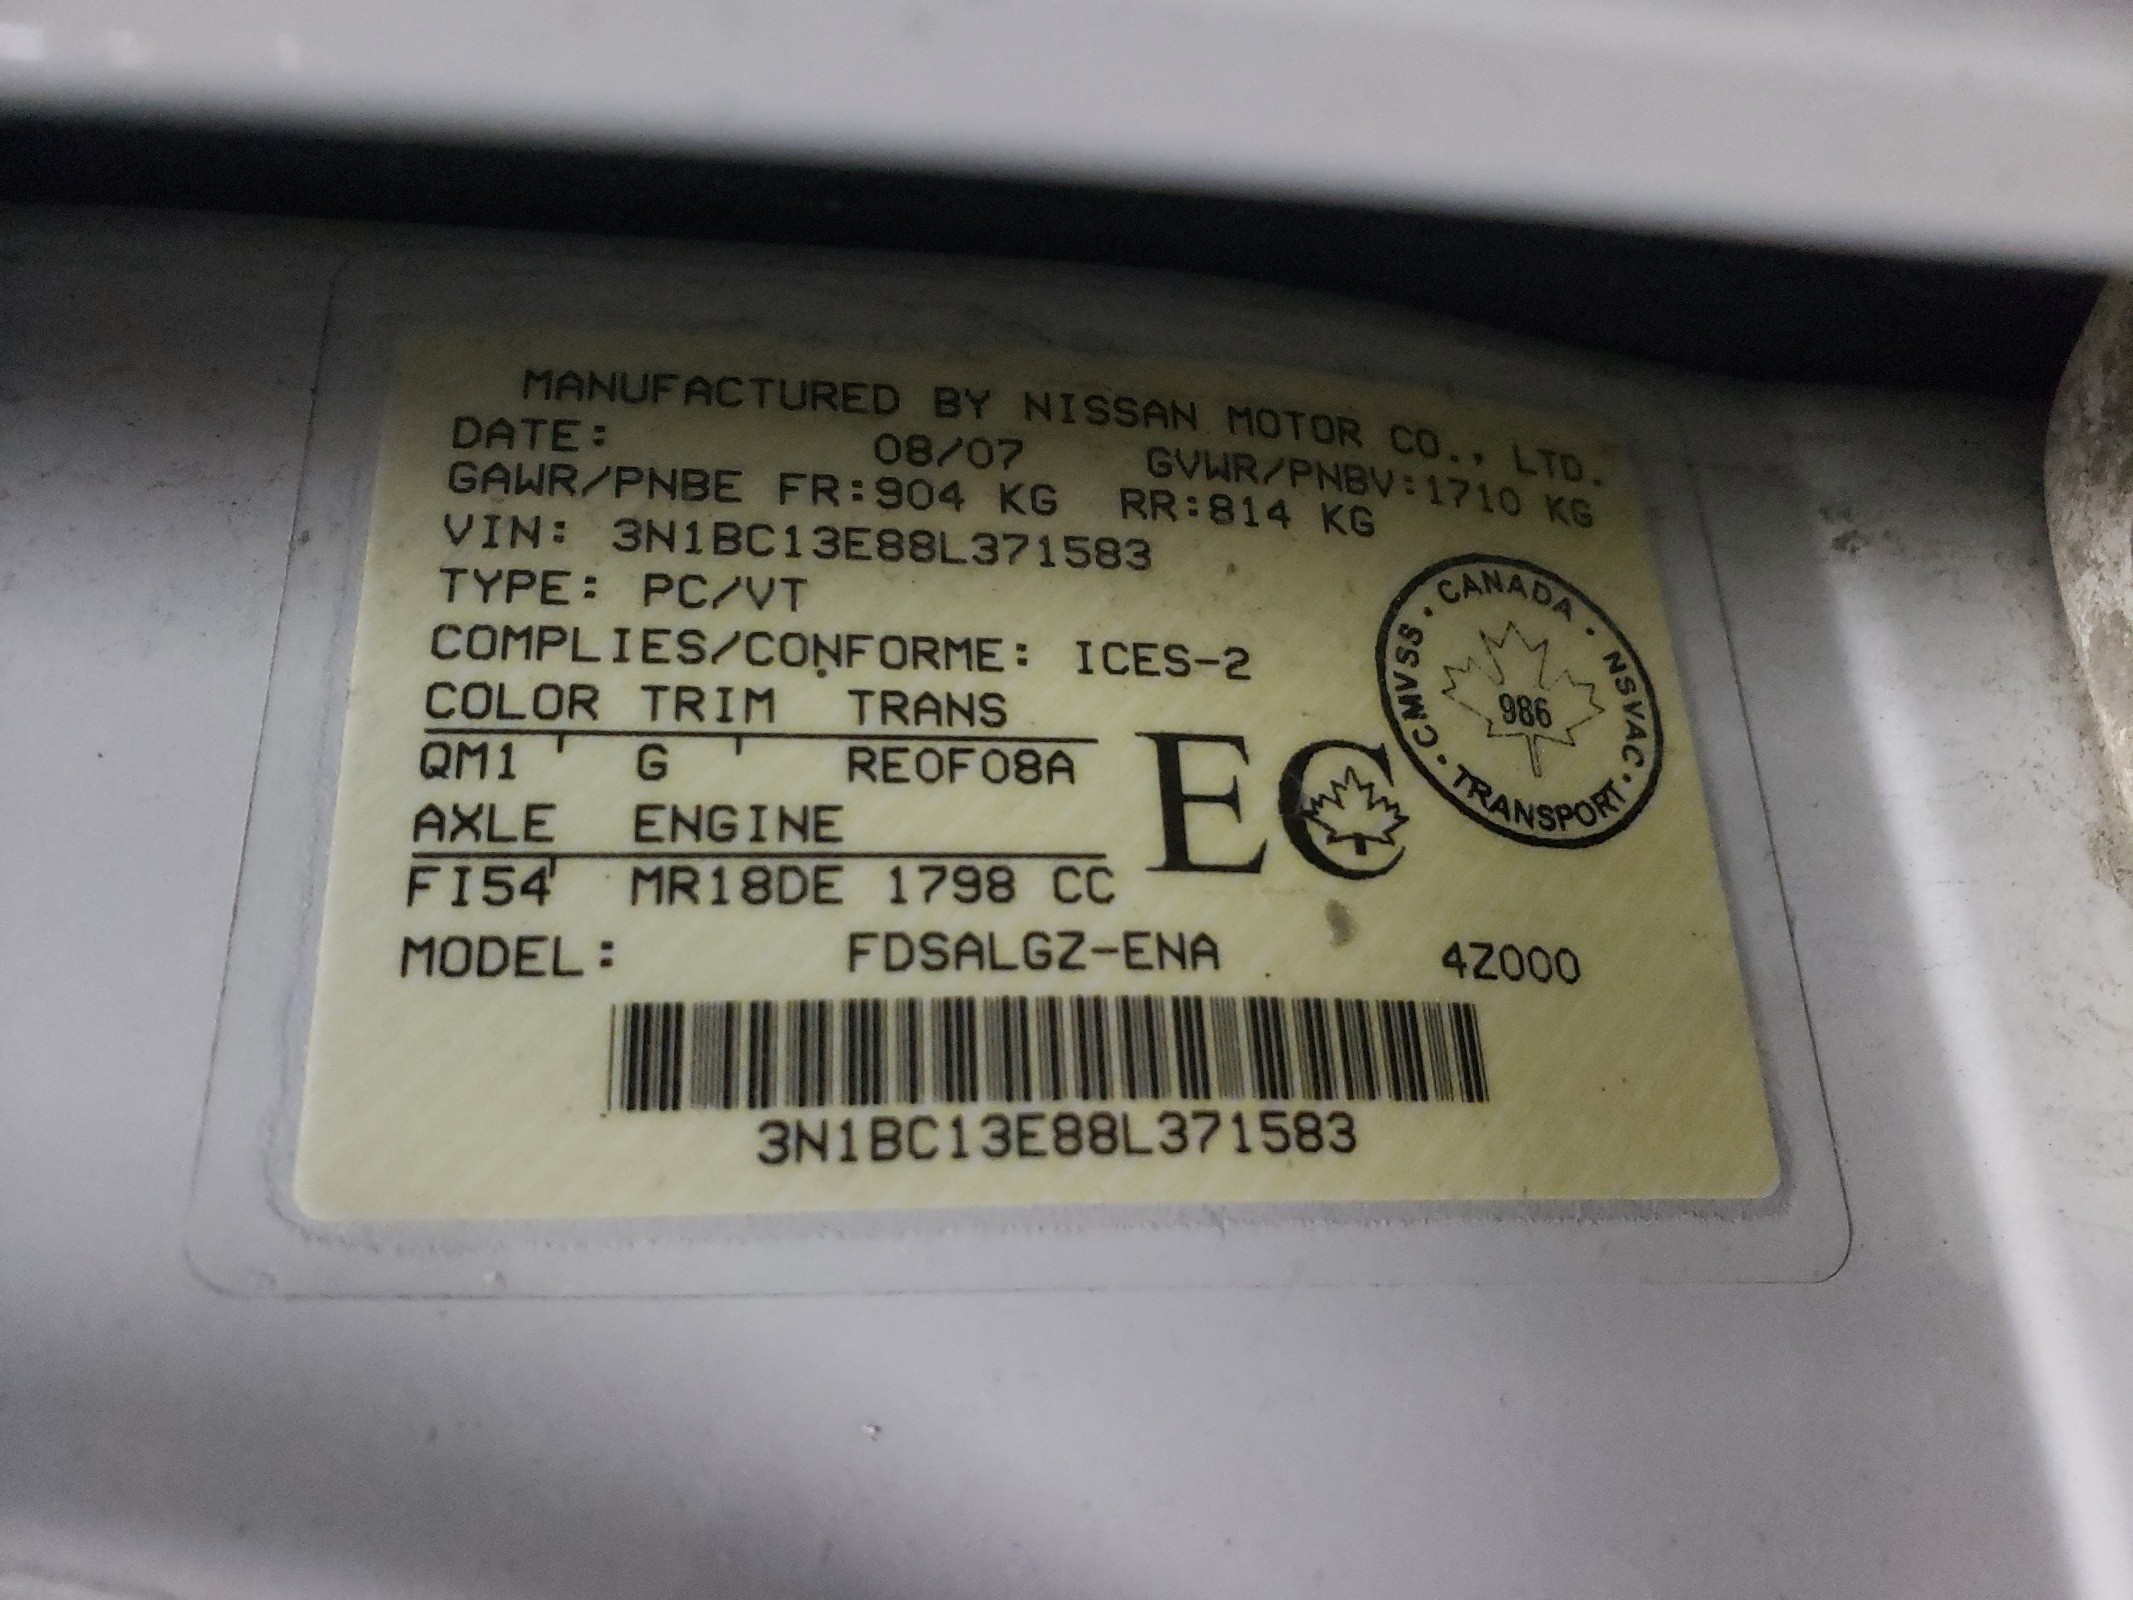 MANUFACTURED BY NISSAN MOTOR CO., LTD.
DATE: 08/07 GVWR/PNBV:1710 KG
GAWR/PNBE FR:904 KG RR:814 KG
VIN: 3N1BC13E88L371583
TYPE: PC/VT
COMPLIES/CONFORME: ICES-2
COLOR TRIM TRANS
QM1 G RE0F08A
AXLE ENGINE
FI54 MR18DE 1798 CC
EC
CANADA · NSVAC · TRANSPORT · C.MVSS ·
986
MODEL: FDSALGZ-ENA 4Z000
3N1BC13E88L371583